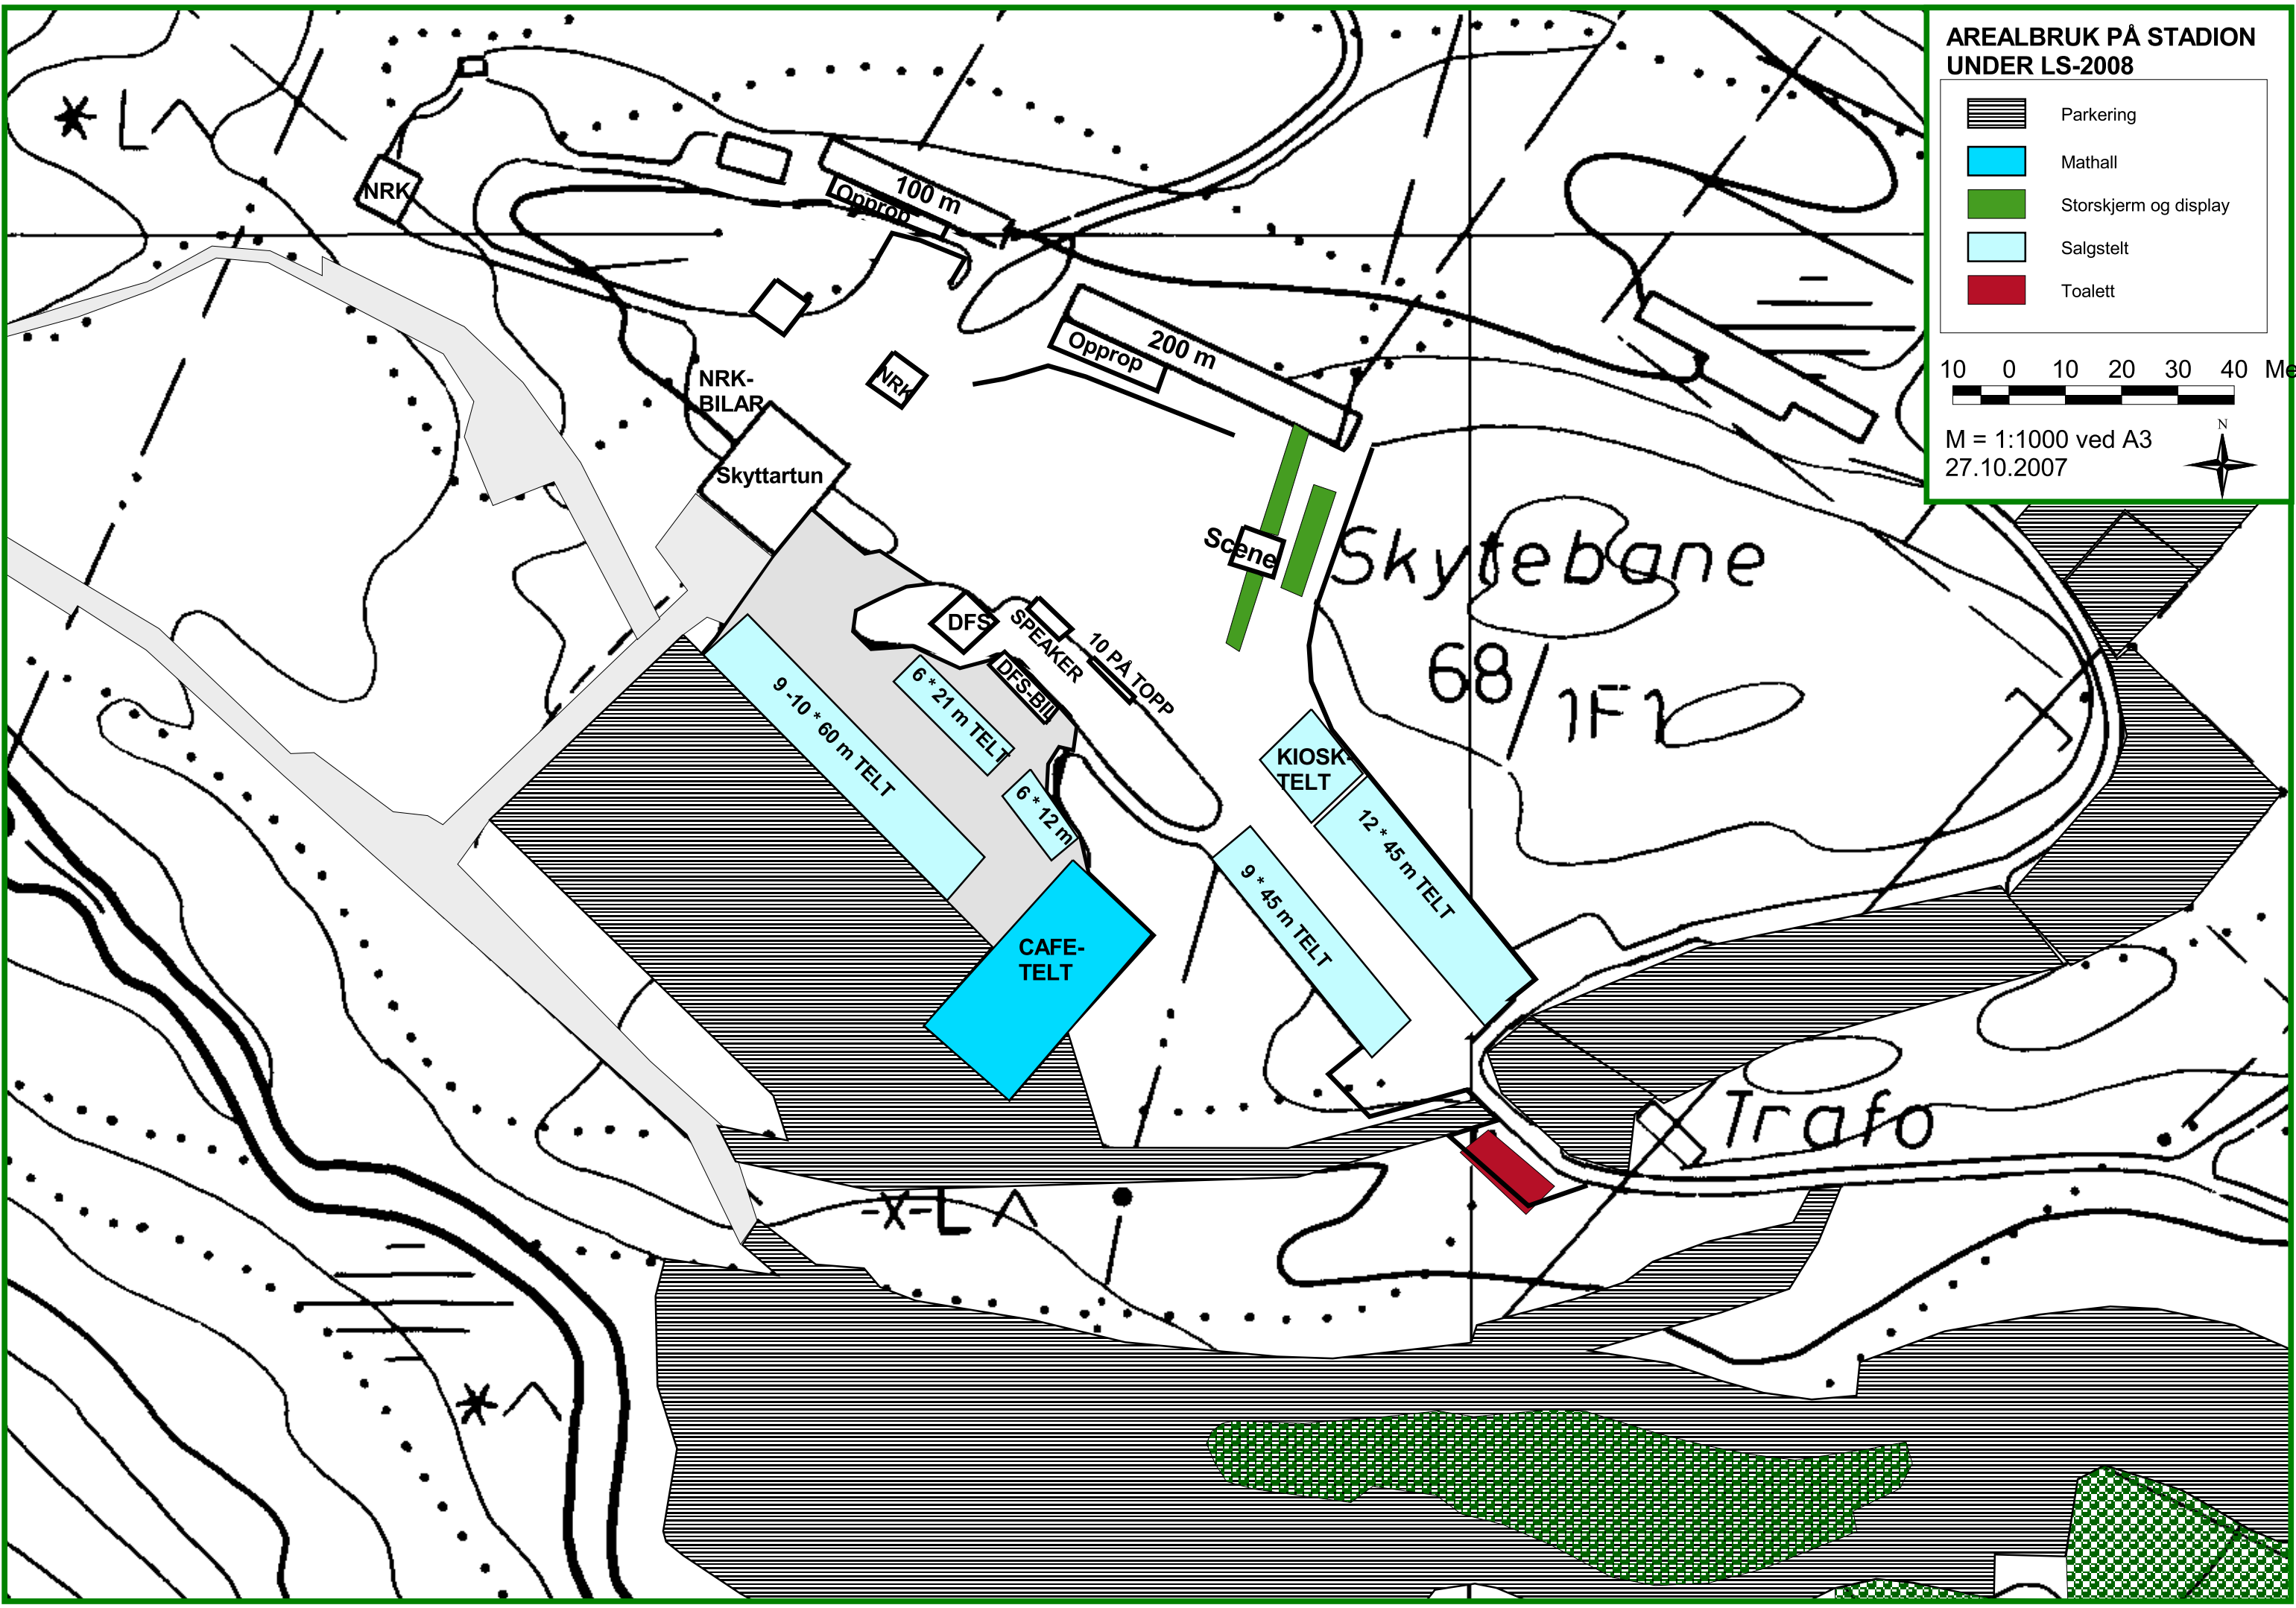 AREALBRUK PÅ STADION
UNDER LS-2008
Parkering
Mathall
Storskjerm og display
Salgstelt
Toalett
10 0 10 20 30 40 Me
M = 1:1000 ved A3
27.10.2007
N
NRK
100 m
Opprop
200 m
Opprop
NRK
NRK-
BILAR
Skyttartun
Scene
Skytebane
68/1F1
DFS
SPEAKER
10 PÅ TOPP
DFS-BIL
6 * 21 m TELT
9 -10 * 60 m TELT
6 * 12 m
KIOSK-
TELT
12 * 45 m TELT
9 * 45 m TELT
CAFE-
TELT
Trafo